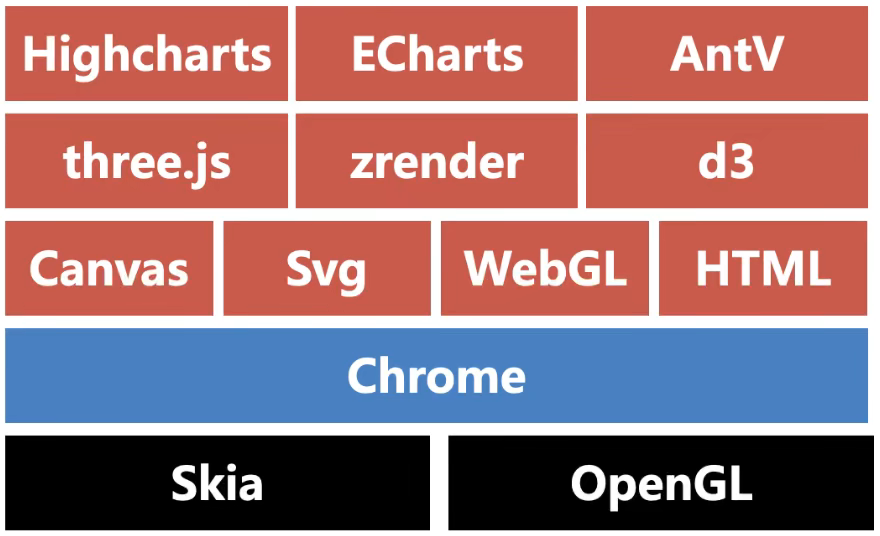 Highcharts ECharts AntV
three.js zrender d3
Canvas Svg WebGL HTML
Chrome
Skia OpenGL